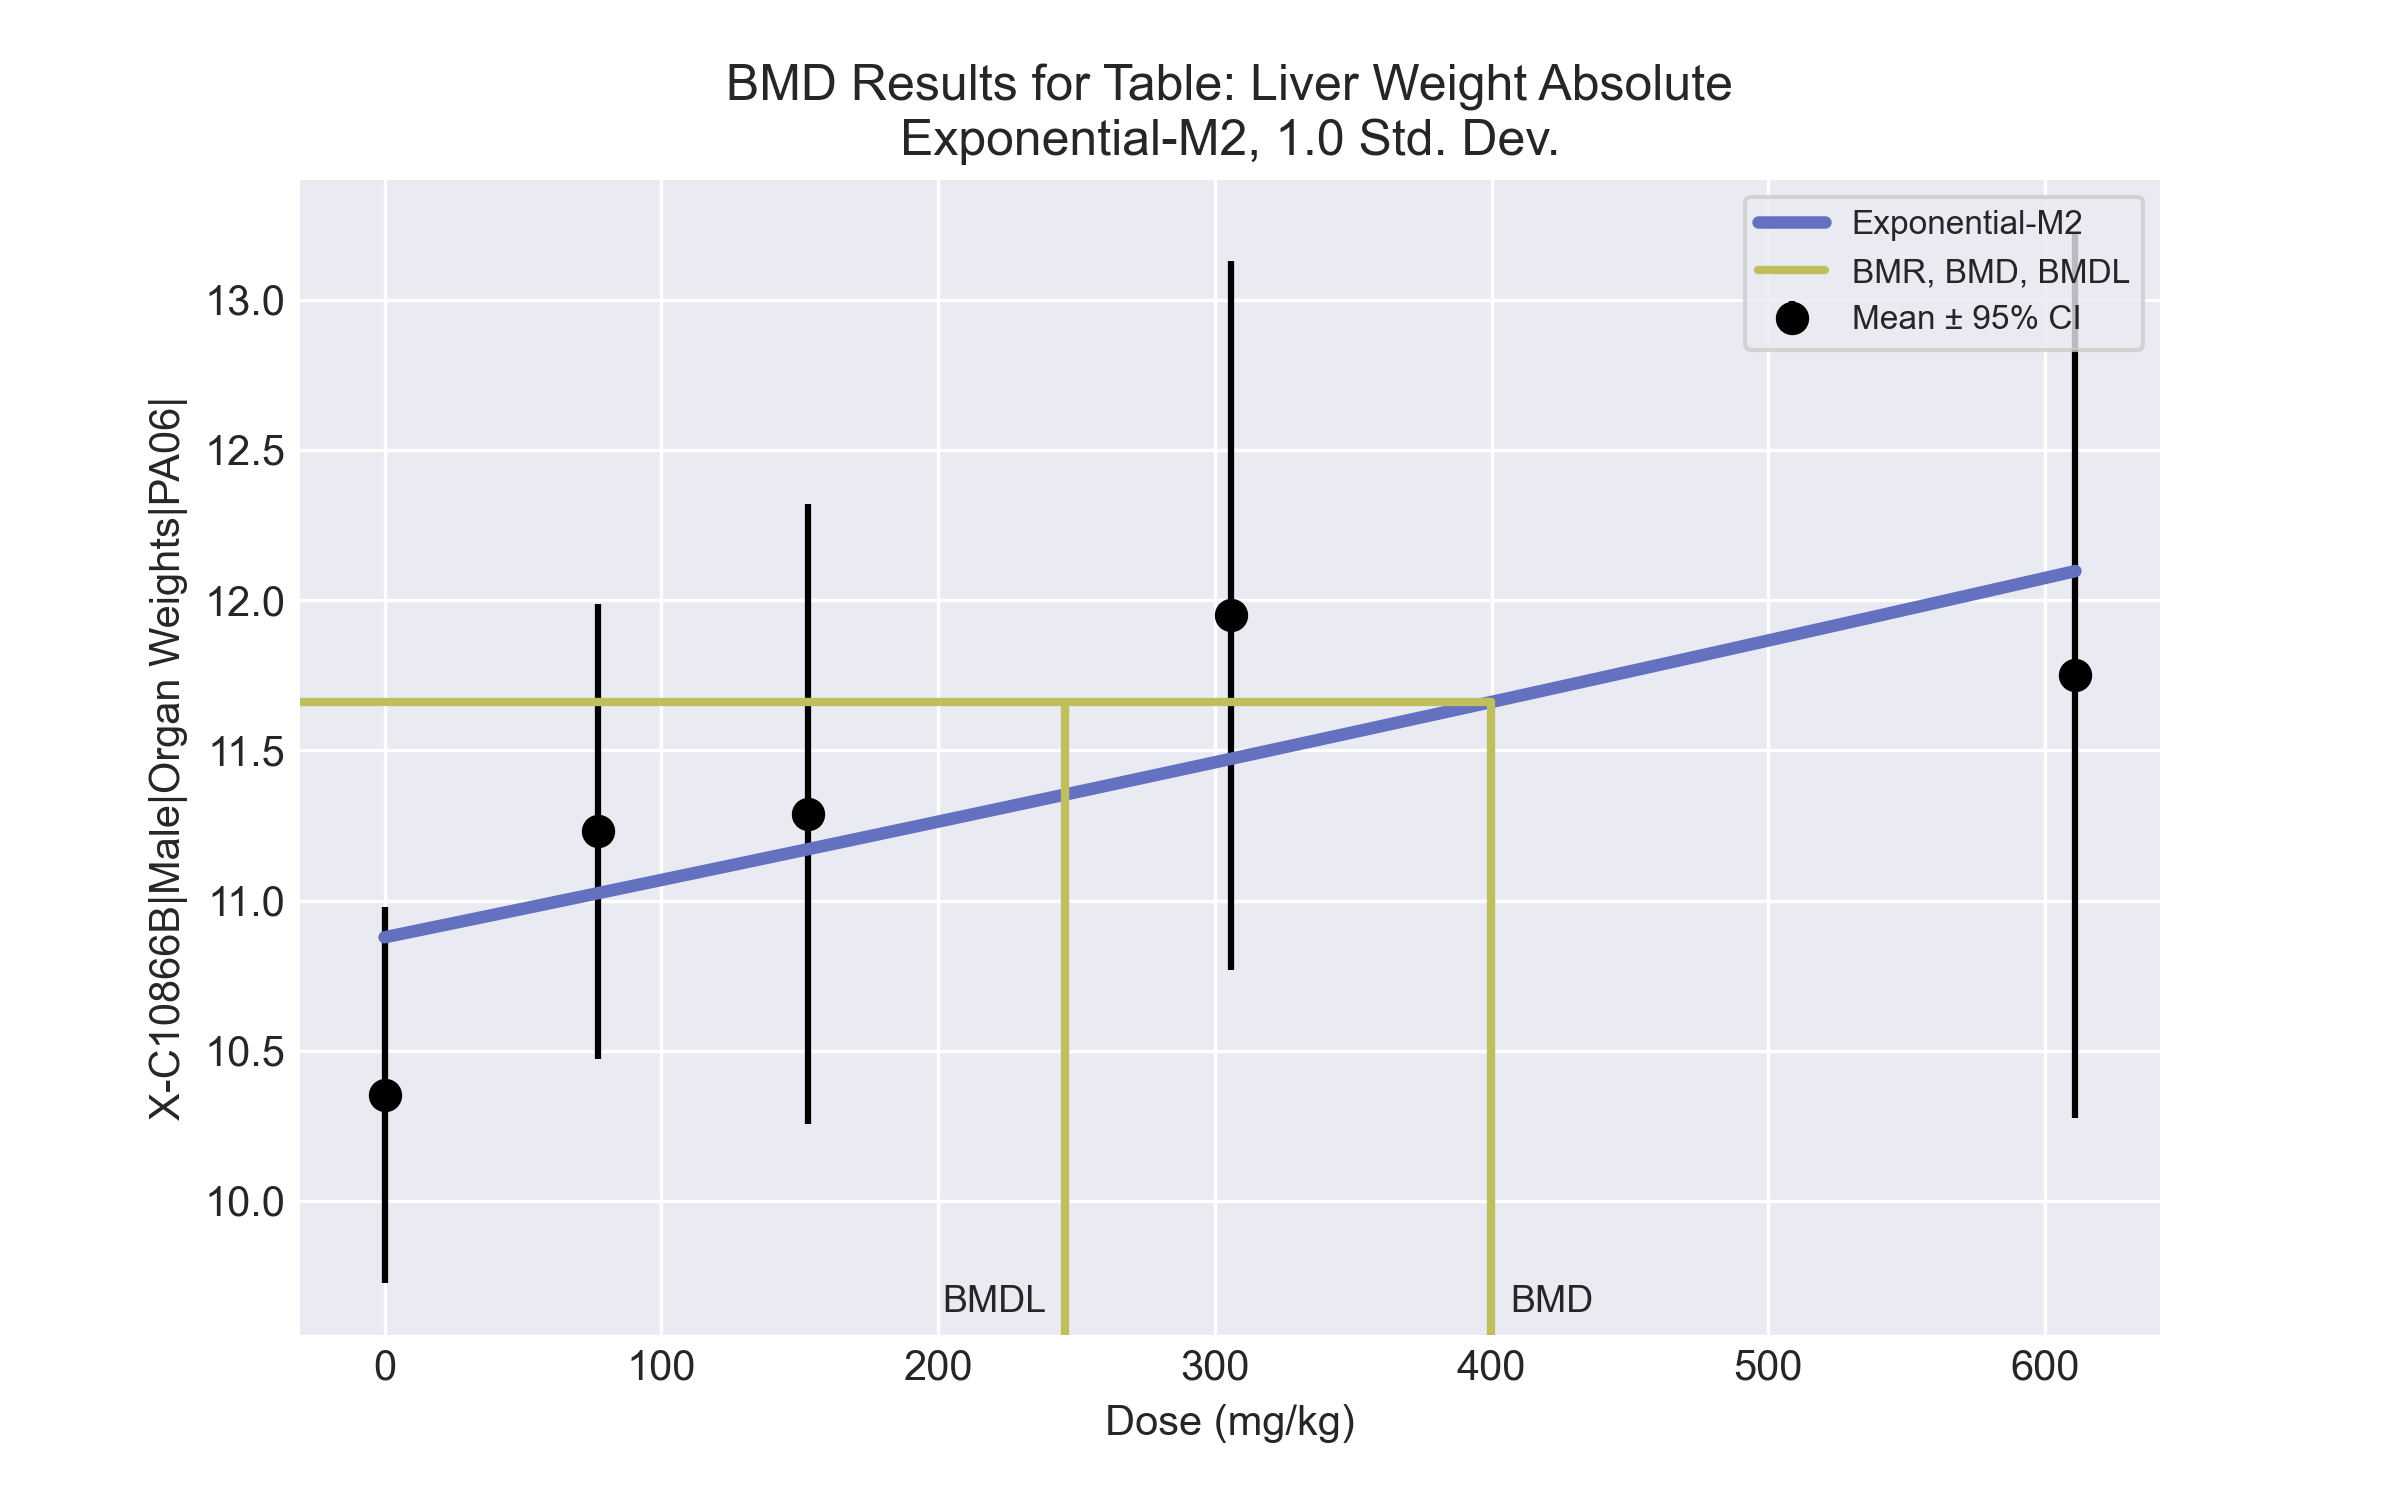 BMD Results for Table: Liver Weight Absolute
Exponential-M2, 1.0 Std. Dev.
Exponential-M2
BMR, BMD, BMDL
Mean ± 95% CI
X-C10866B|Male|Organ Weights|PA06|
13.0
12.5
12.0
11.5
11.0
10.5
10.0
BMDL
BMD
0
100
200
300
400
500
600
Dose (mg/kg)